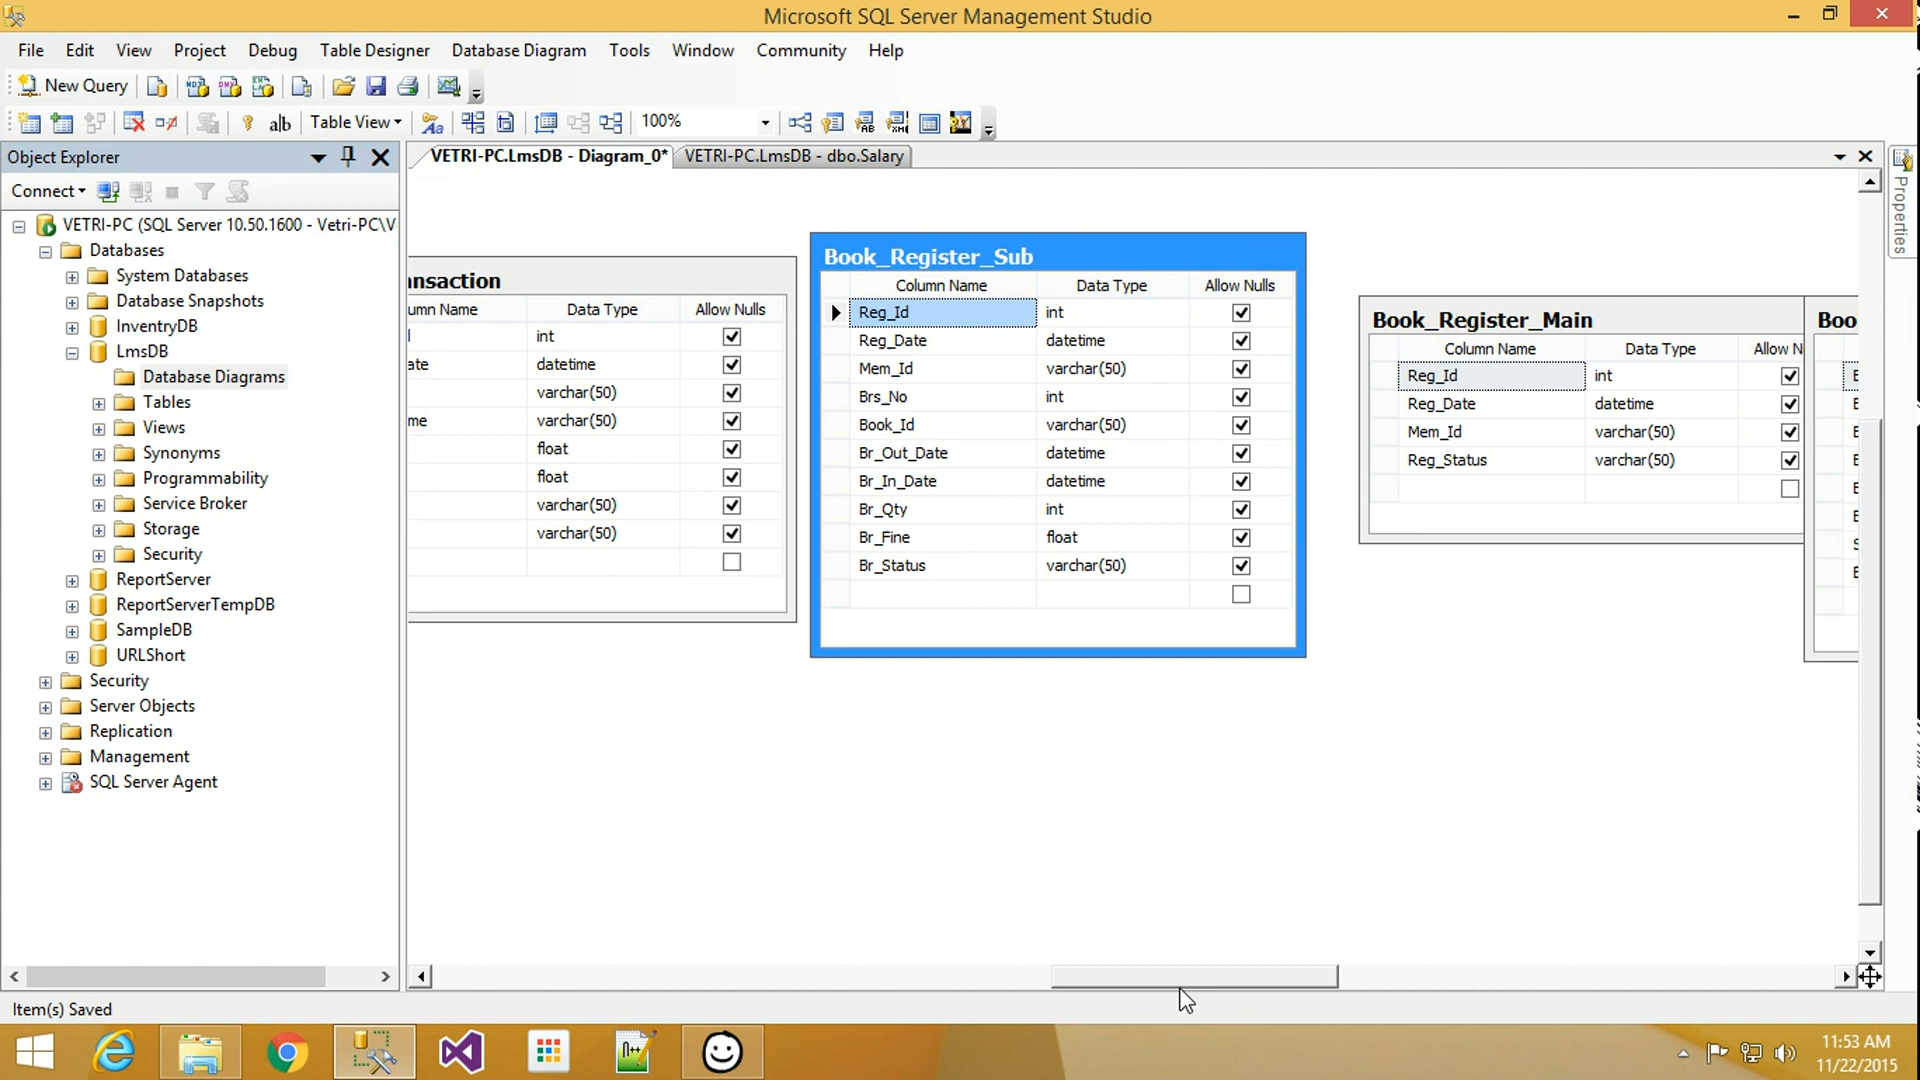 Microsoft SQL Server Management Studio
File Edit View Project Debug Table Designer Database Diagram Tools Window Community Help
New Query
Table View 100%
Object Explorer
Connect
VETRI-PC (SQL Server 10.50.1600 - Vetri-PC\V
Databases
System Databases
Database Snapshots
InventryDB
LmsDB
Database Diagrams
Tables
Views
Synonyms
Programmability
Service Broker
Storage
Security
ReportServer
ReportServerTempDB
SampleDB
URLShort
Security
Server Objects
Replication
Management
SQL Server Agent
VETRI-PC.LmsDB - Diagram_0* VETRI-PC.LmsDB - dbo.Salary
Properties
ansaction
umn Name Data Type Allow Nulls
int
ate datetime
varchar(50)
me varchar(50)
float
float
varchar(50)
varchar(50)
Book_Register_Sub
Column Name Data Type Allow Nulls
Reg_Id int
Reg_Date datetime
Mem_Id varchar(50)
Brs_No int
Book_Id varchar(50)
Br_Out_Date datetime
Br_In_Date datetime
Br_Qty int
Br_Fine float
Br_Status varchar(50)
Book_Register_Main
Column Name Data Type Allow N
Reg_Id int
Reg_Date datetime
Mem_Id varchar(50)
Reg_Status varchar(50)
Boo
Item(s) Saved
11:53 AM
11/22/2015